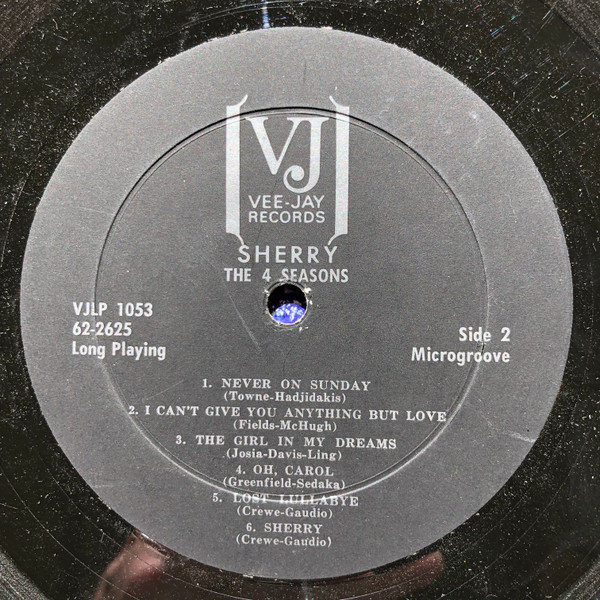 VJ
VEE-JAY
RECORDS
SHERRY
THE 4 SEASONS
VJLP 1053
62-2625
Long Playing
Side 2
Microgroove
1. NEVER ON SUNDAY
(Towne-Hadjidakis)
2. I CAN'T GIVE YOU ANYTHING BUT LOVE
(Fields-McHugh)
3. THE GIRL IN MY DREAMS
(Josia-Davis-Ling)
4. OH, CAROL
(Greenfield-Sedaka)
5. LOST LULLABYE
(Crewe-Gaudio)
6. SHERRY
(Crewe-Gaudio)